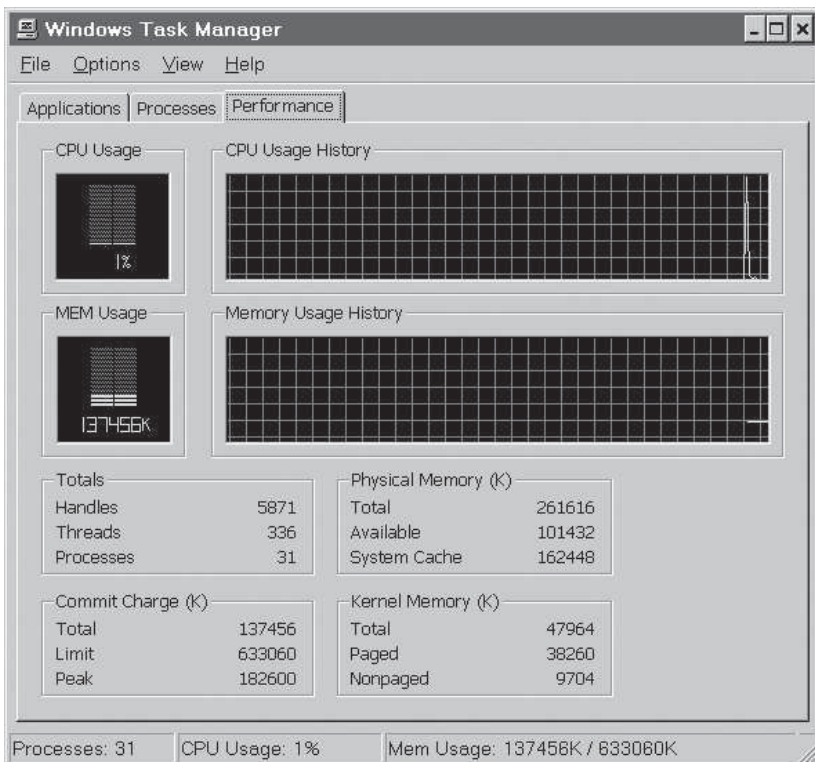 Windows Task Manager
File Options View Help
Applications Processes Performance
CPU Usage
CPU Usage History
1%
MEM Usage
Memory Usage History
137456K
Totals
Handles 5871
Threads 336
Processes 31
Physical Memory (K)
Total 261616
Available 101432
System Cache 162448
Commit Charge (K)
Total 137456
Limit 633060
Peak 182600
Kernel Memory (K)
Total 47964
Paged 38260
Nonpaged 9704
Processes: 31 CPU Usage: 1% Mem Usage: 137456K / 633060K